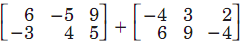 [ 6 −5 9 ] + [ −4 3 2 ]
[ −3 4 5 ] [ 6 9 −4 ]